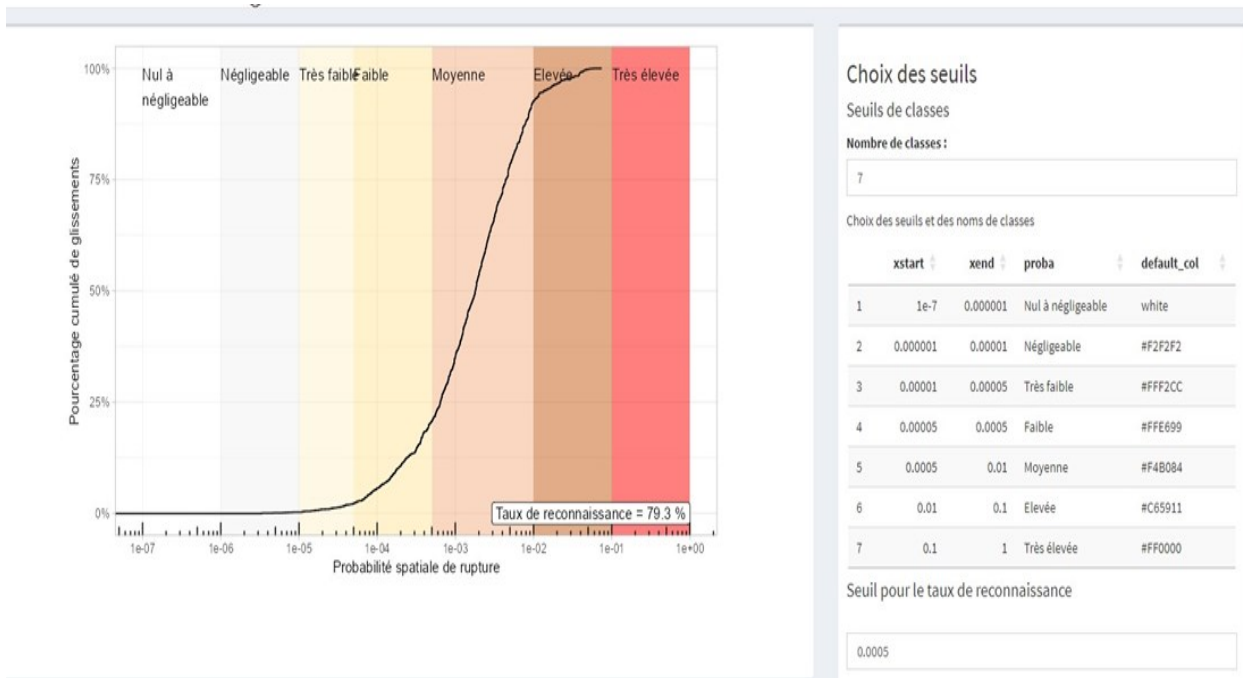 Nul à
négligeable
Négligeable
Très faible
Faible
Moyenne
Elevée
Très élevée
100%
75%
50%
25%
0%
Pourcentage cumulé de glissements
Taux de reconnaissance = 79.3 %
1e-07 1e-06 1e-05 1e-04 1e-03 1e-02 1e-01 1e+00
Probabilité spatiale de rupture
Choix des seuils
Seuils de classes
Nombre de classes :
7
Choix des seuils et des noms de classes
xstart xend proba default_col
1 1e-7 0.000001 Nul à négligeable white
2 0.000001 0.00001 Négligeable #F2F2F2
3 0.00001 0.00005 Très faible #FFF2CC
4 0.00005 0.0005 Faible #FFE699
5 0.0005 0.01 Moyenne #F4B084
6 0.01 0.1 Elevée #C65911
7 0.1 1 Très élevée #FF0000
Seuil pour le taux de reconnaissance
0.0005